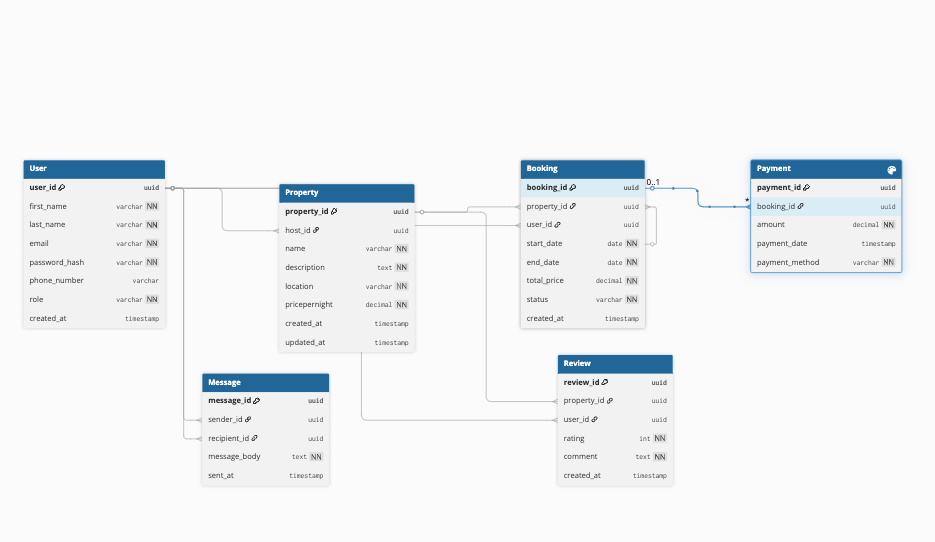 User
user_id uuid
first_name varchar NN
last_name varchar NN
email varchar NN
password_hash varchar NN
phone_number varchar
role varchar NN
created_at timestamp
Property
property_id uuid
host_id uuid
name varchar NN
description text NN
location varchar NN
pricepernight decimal NN
created_at timestamp
updated_at timestamp
Booking
booking_id uuid
property_id uuid
user_id uuid
start_date date NN
end_date date NN
total_price decimal NN
status varchar NN
created_at timestamp
0..1
*
Payment
payment_id uuid
booking_id uuid
amount decimal NN
payment_date timestamp
payment_method varchar NN
Message
message_id uuid
sender_id uuid
recipient_id uuid
message_body text NN
sent_at timestamp
Review
review_id uuid
property_id uuid
user_id uuid
rating int NN
comment text NN
created_at timestamp